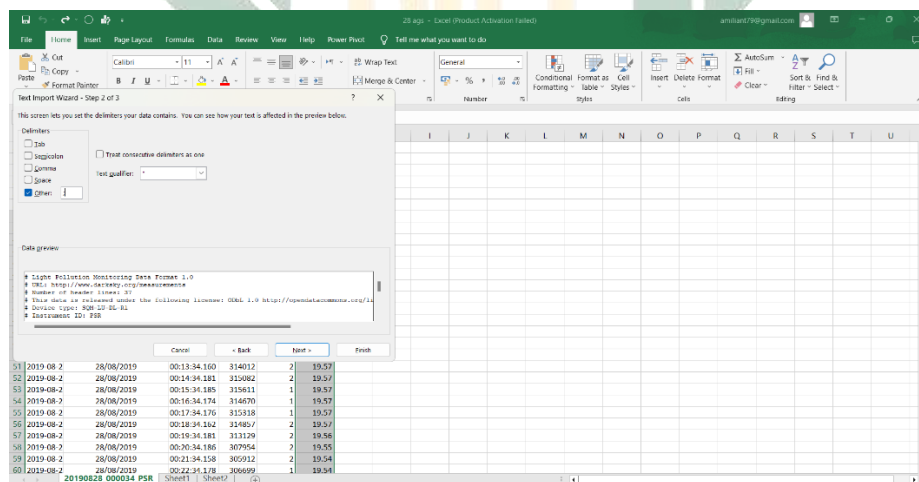 28 ags - Excel (Product Activation Failed)
amiliant79@gmail.com
File Home Insert Page Layout Formulas Data Review View Help Power Pivot Tell me what you want to do
Cut
Copy
Format Painter
Paste
Calibri 11
B I U
Wrap Text
Merge & Center
General
Number
Conditional Formatting
Format as Table
Cell Styles
Styles
Insert Delete Format
Cells
AutoSum
Fill
Clear
Sort & Filter
Find & Select
Editing
Text Import Wizard - Step 2 of 3
This screen lets you set the delimiters your data contains. You can see how your text is affected in the preview below.
Delimiters
Tab
Semicolon
Comma
Space
Other:
Treat consecutive delimiters as one
Text qualifier:
Data preview
# Light Pollution Monitoring Data Format 1.0
# URL: http://www.darksky.org/measurements
# Number of header lines: 37
# This data is released under the following license: ODbL 1.0 http://opendatacommons.org/li
# Device type: SQM-LU-DL-R1
# Instrument ID: PSR
Cancel < Back Next > Finish
I J K L M N O P Q R S T U
51 2019-08-2 28/08/2019 00:13:34.160 314012 2 19.57
52 2019-08-2 28/08/2019 00:14:34.181 315082 2 19.57
53 2019-08-2 28/08/2019 00:15:34.185 315611 1 19.57
54 2019-08-2 28/08/2019 00:16:34.174 314670 1 19.57
55 2019-08-2 28/08/2019 00:17:34.176 315318 1 19.57
56 2019-08-2 28/08/2019 00:18:34.162 314857 2 19.57
57 2019-08-2 28/08/2019 00:19:34.181 313129 2 19.56
58 2019-08-2 28/08/2019 00:20:34.186 307954 2 19.55
59 2019-08-2 28/08/2019 00:21:34.158 305912 2 19.54
60 2019-08-2 28/08/2019 00:22:34.178 306699 1 19.54
20190828_000034_PSR Sheet1 Sheet2